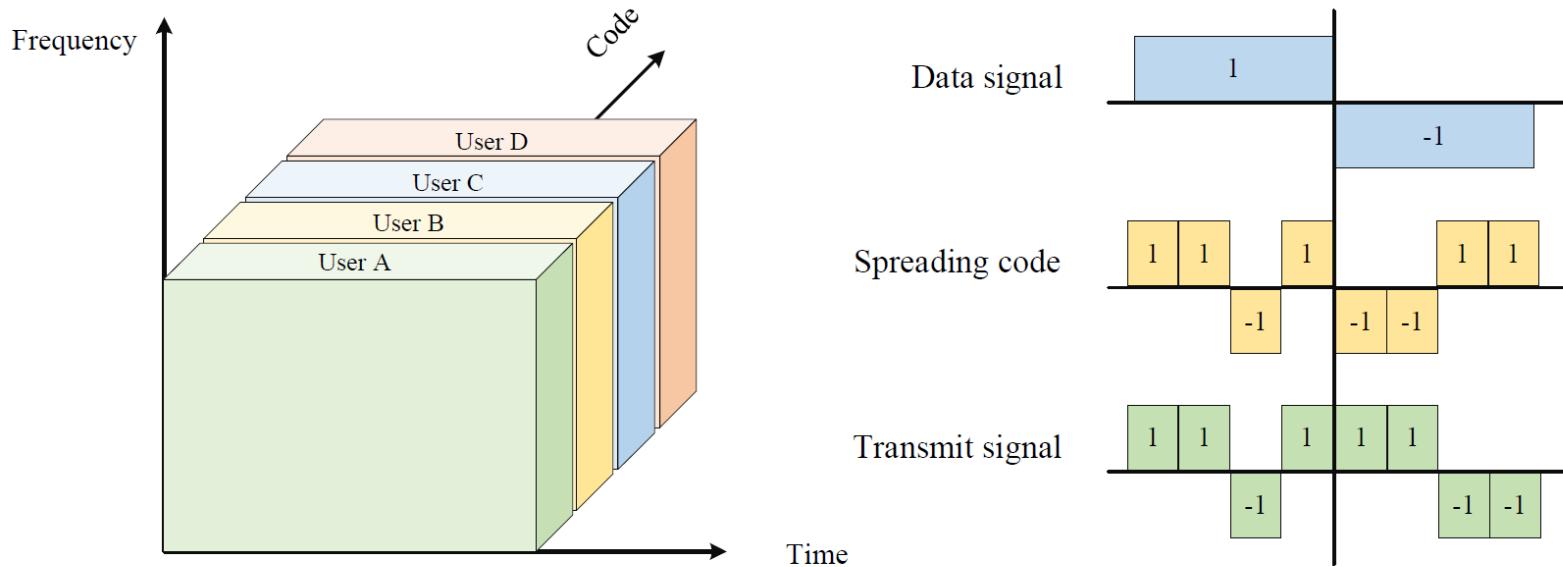 Frequency
Code
User D
User C
User B
User A
Time
Data signal
1
-1
Spreading code
1 1 1 1 1
-1 -1 -1
Transmit signal
1 1 1 1 1
-1 -1 -1